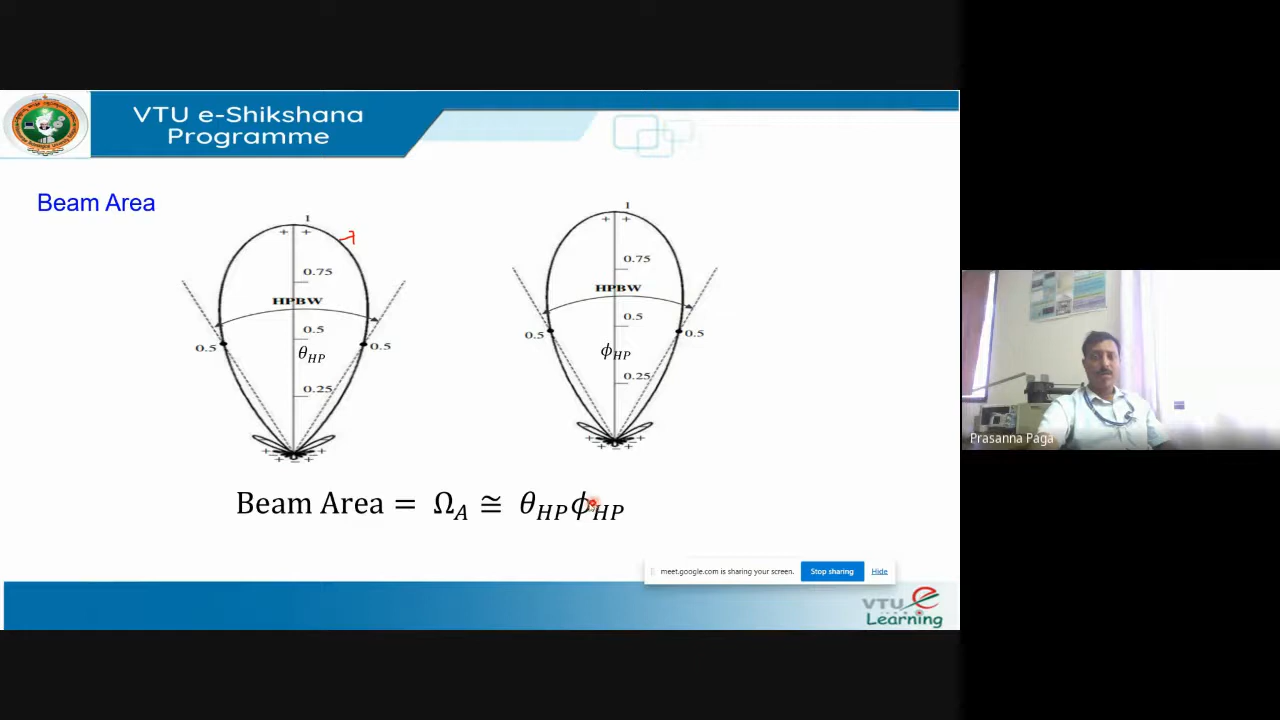 VTU e-Shikshana
Programme
Beam Area
1
+ +
0.75
HPBW
0.5
0.5
0.5
θ_HP
0.25
1
+ +
0.75
HPBW
0.5
0.5
0.5
ϕ_HP
0.25
Beam Area = Ω_A ≅ θ_HP ϕ_HP
meet.google.com is sharing your screen.
Stop sharing
Hide
VTU e
Learning
Prasanna Paga